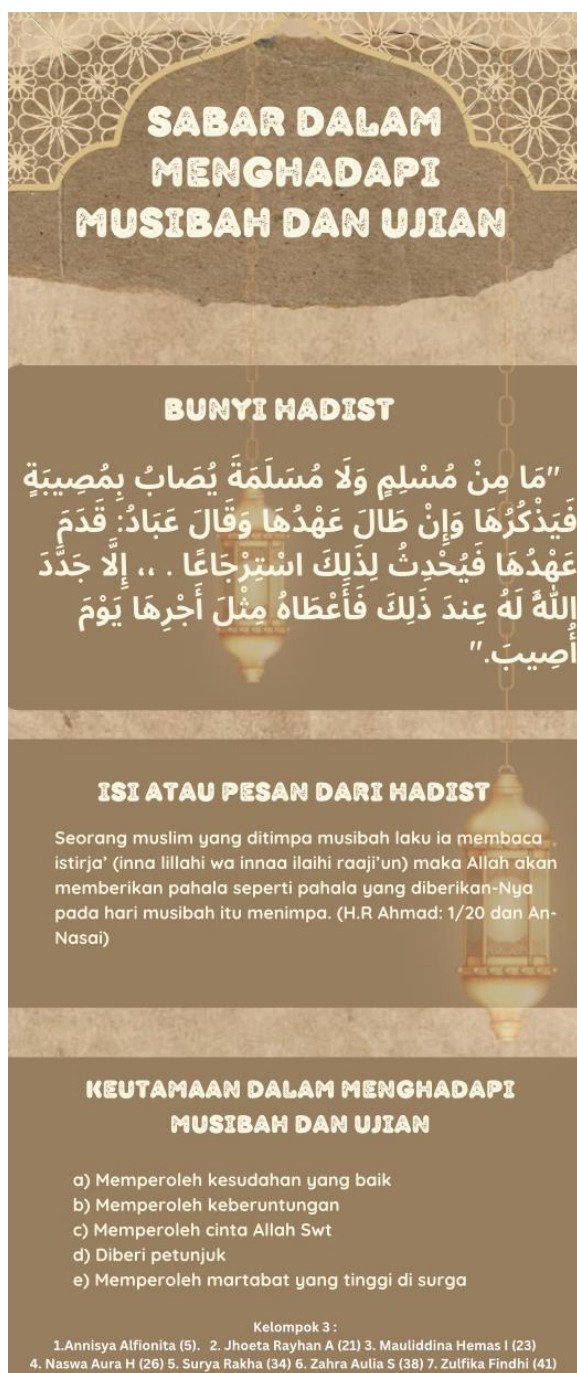 SABAR DALAM
MENGHADAPI
MUSIBAH DAN UJIAN
BUNYI HADIST
"مَا مِنْ مُسْلِمٍ وَلَا مُسَلَمَةَ يُصَابُ بِمُصِيبَةٍ
فَيَذْكُرُهَا وَإِنْ طَالَ عَهْدُهَا وَقَالَ عَبَادُ: قَدَمَ
عَهْدُهَا فَيُحْدِثُ لِذَلِكَ اسْتِرْجَاعًا . ،، إِلَّا جَدَّدَ
اللَّهُ لَهُ عِندَ ذَلِكَ فَأَعْطَاهُ مِثْلَ أَجْرِهَا يَوْمَ
أُصِيبَ."
ISI ATAU PESAN DARI HADIST
Seorang muslim yang ditimpa musibah laku ia membaca
istirja’ (inna lillahi wa innaa ilaihi raaji’un) maka Allah akan
memberikan pahala seperti pahala yang diberikan-Nya
pada hari musibah itu menimpa. (H.R Ahmad: 1/20 dan An-
Nasai)
KEUTAMAAN DALAM MENGHADAPI
MUSIBAH DAN UJIAN
a) Memperoleh kesudahan yang baik
b) Memperoleh keberuntungan
c) Memperoleh cinta Allah Swt
d) Diberi petunjuk
e) Memperoleh martabat yang tinggi di surga
Kelompok 3 :
1.Annisya Alfionita (5). 2. Jhoeta Rayhan A (21) 3. Mauliddina Hemas I (23)
4. Naswa Aura H (26) 5. Surya Rakha (34) 6. Zahra Aulia S (38) 7. Zulfika Findhi (41)